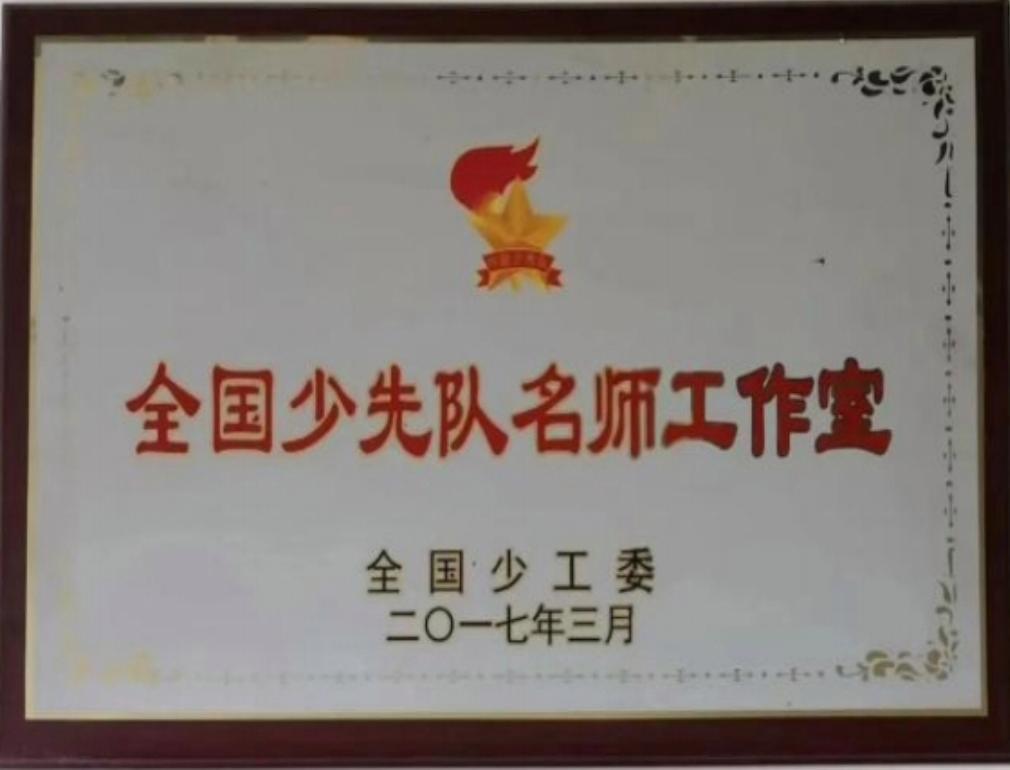 全国少先队名师工作室
全国少工委
二〇一七年三月